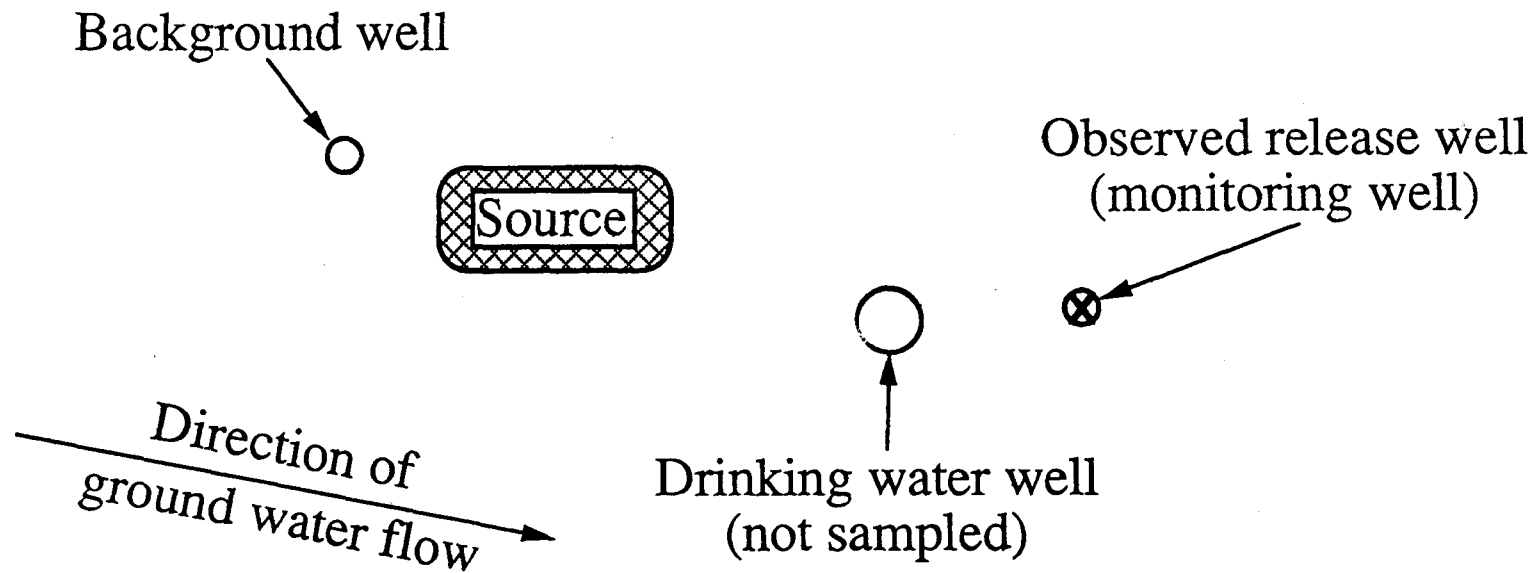 Background well
Observed release well
(monitoring well)
Source
Direction of
ground water flow
Drinking water well
(not sampled)